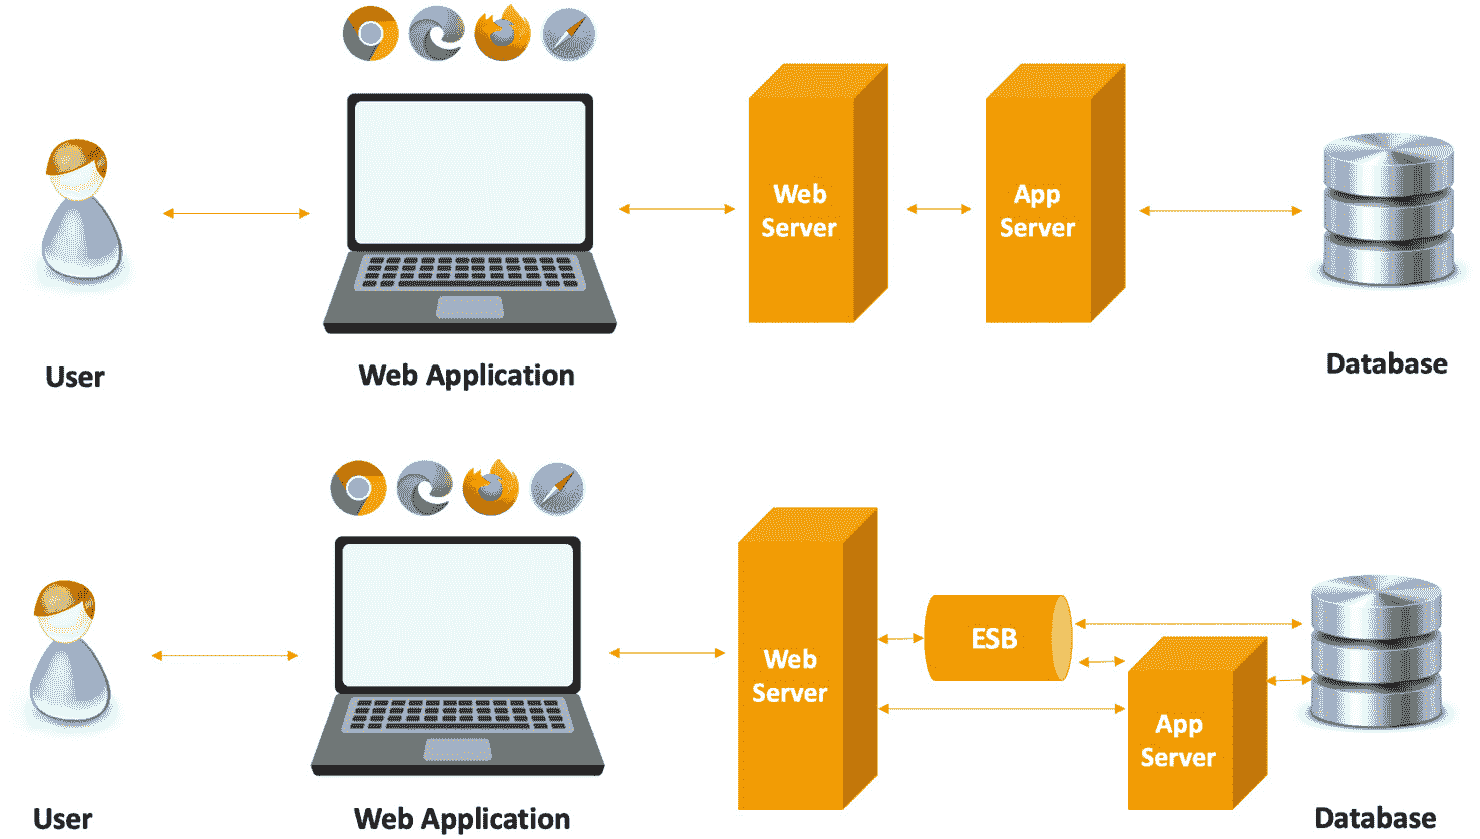 Web
Server
App
Server
User
Web Application
Database
ESB
Web
Server
App
Server
User
Web Application
Database